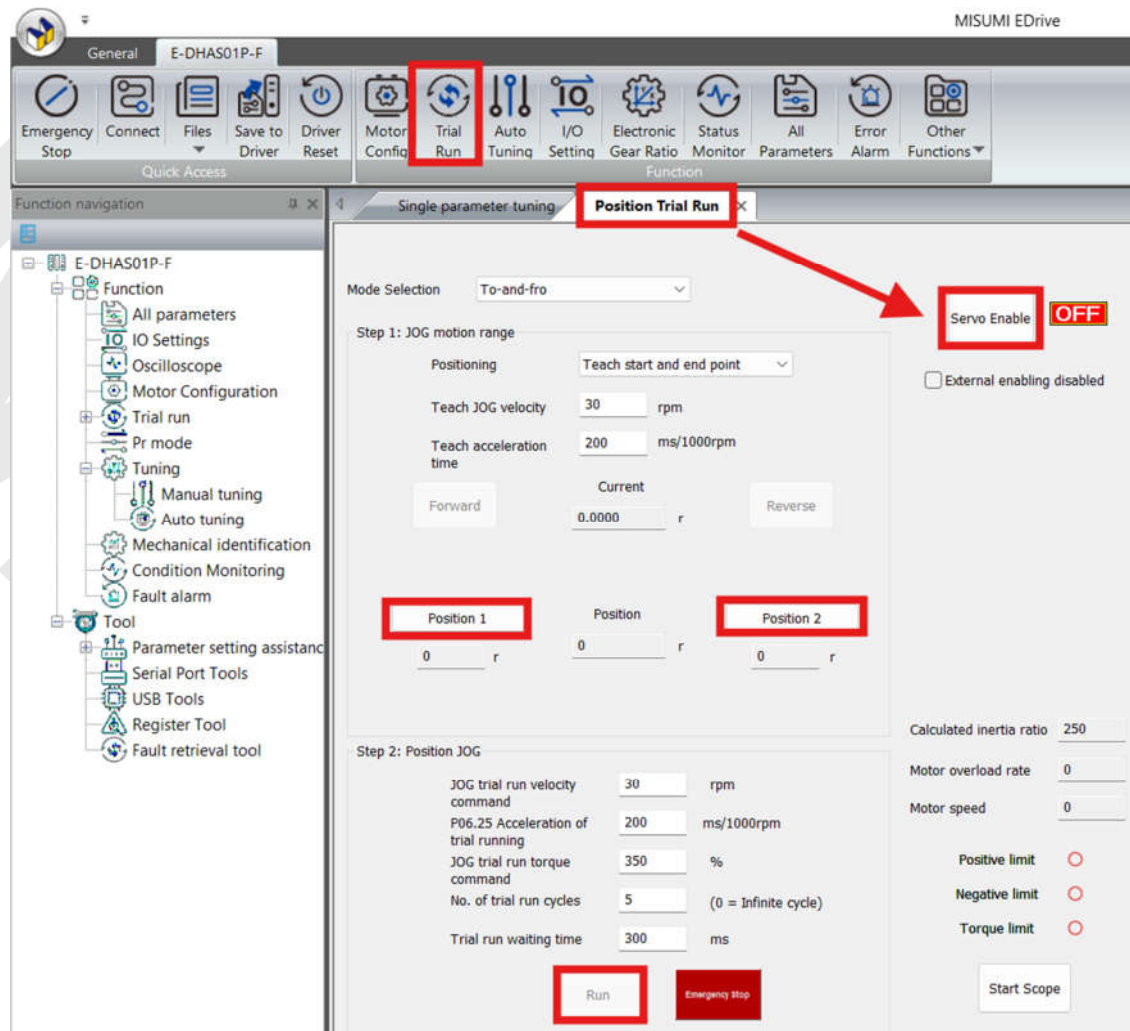 MISUMI EDrive
General E-DHAS01P-F
Emergency Stop
Connect
Files
Save to Driver
Driver Reset
Motor Config
Trial Run
Auto Tuning
I/O Setting
Electronic Gear Ratio
Status Monitor
All Parameters
Error Alarm
Other Functions
Quick Access
Function
Function navigation
Single parameter tuning
Position Trial Run
E-DHAS01P-F
Function
All parameters
IO Settings
Oscilloscope
Motor Configuration
Trial run
Pr mode
Tuning
Manual tuning
Auto tuning
Mechanical identification
Condition Monitoring
Fault alarm
Tool
Parameter setting assistanc
Serial Port Tools
USB Tools
Register Tool
Fault retrieval tool
Mode Selection To-and-fro
Servo Enable OFF
External enabling disabled
Step 1: JOG motion range
Positioning Teach start and end point
Teach JOG velocity 30 rpm
Teach acceleration time 200 ms/1000rpm
Current
Forward 0.0000 r Reverse
Position 1 Position Position 2
0 r 0 r 0 r
Step 2: Position JOG
JOG trial run velocity command 30 rpm
P06.25 Acceleration of trial running 200 ms/1000rpm
JOG trial run torque command 350 %
No. of trial run cycles 5 (0 = Infinite cycle)
Trial run waiting time 300 ms
Run Emergency Stop
Calculated inertia ratio 250
Motor overload rate 0
Motor speed 0
Positive limit
Negative limit
Torque limit
Start Scope